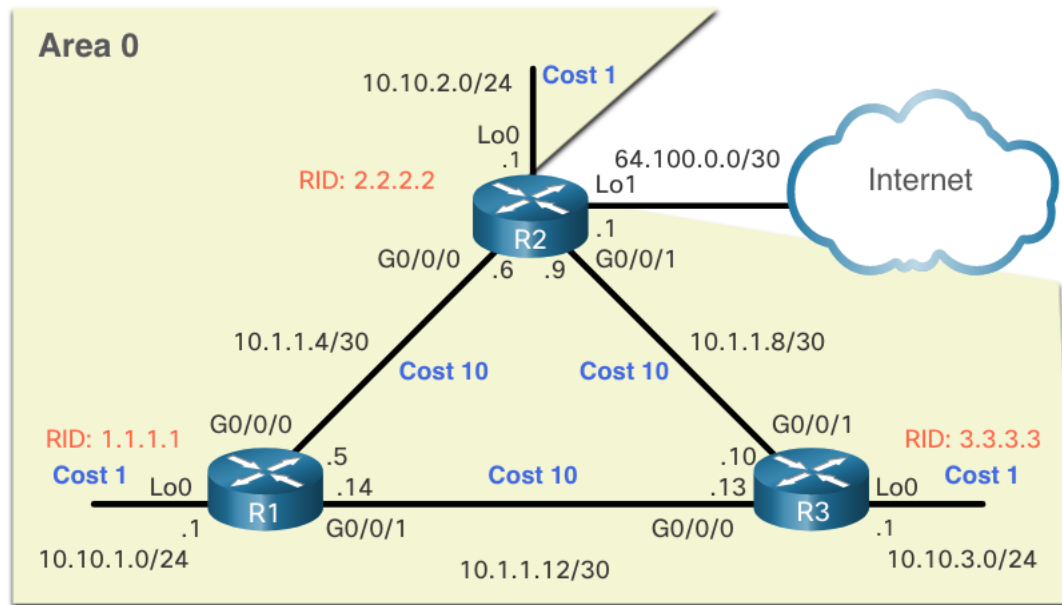 Area 0
10.10.2.0/24
Cost 1
Lo0
.1
64.100.0.0/30
Internet
RID: 2.2.2.2
Lo1
.1
R2
G0/0/0
.6
.9
G0/0/1
10.1.1.4/30
10.1.1.8/30
Cost 10
Cost 10
G0/0/0
G0/0/1
RID: 1.1.1.1
RID: 3.3.3.3
.5
.10
Cost 1
Cost 10
Cost 1
Lo0
.14
.13
Lo0
.1
R1
G0/0/1
G0/0/0
R3
.1
10.10.1.0/24
10.1.1.12/30
10.10.3.0/24